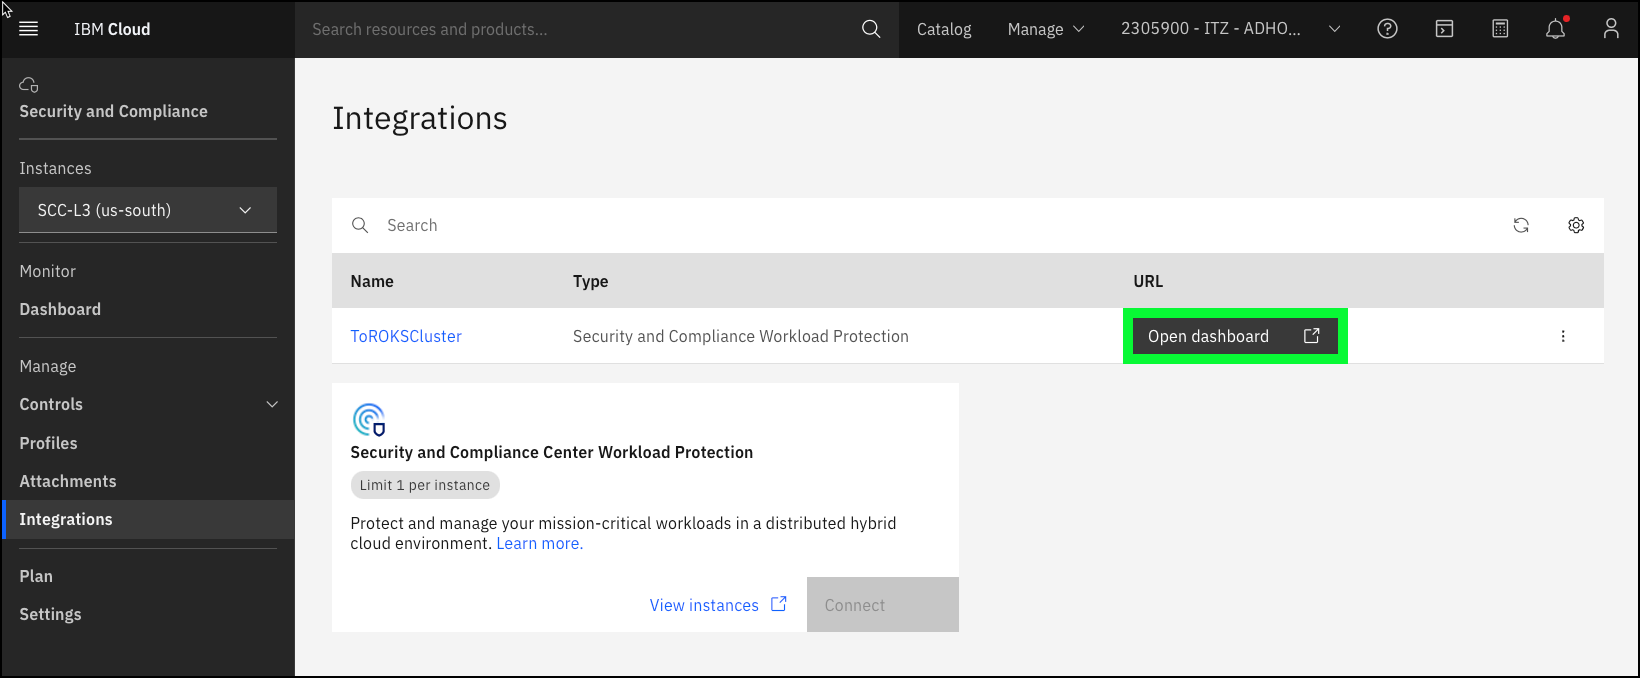 IBM Cloud
Search resources and products...
Catalog
Manage
2305900 - ITZ - ADHO...
Security and Compliance
Instances
SCC-L3 (us-south)
Monitor
Dashboard
Manage
Controls
Profiles
Attachments
Integrations
Plan
Settings
Integrations
Search
Name Type URL
ToROKSCluster Security and Compliance Workload Protection Open dashboard
Security and Compliance Center Workload Protection
Limit 1 per instance
Protect and manage your mission-critical workloads in a distributed hybrid
cloud environment. Learn more.
View instances Connect